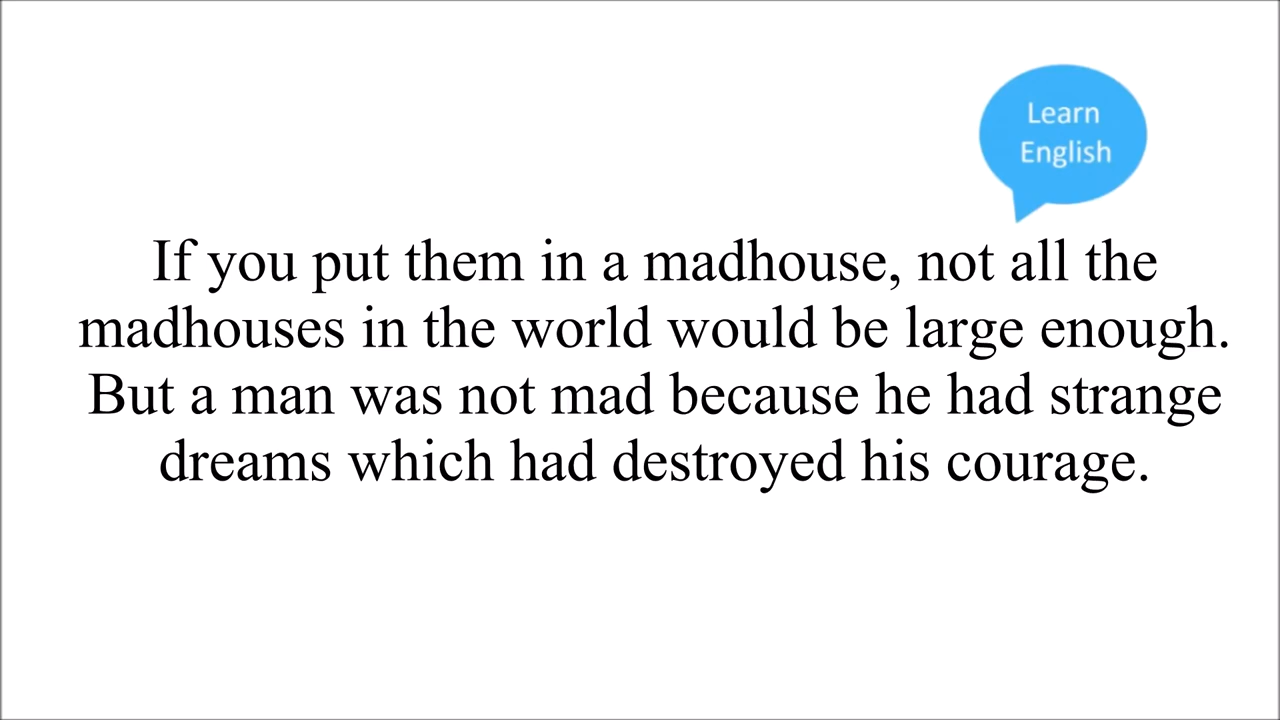 Learn
English
If you put them in a madhouse, not all the
madhouses in the world would be large enough.
But a man was not mad because he had strange
dreams which had destroyed his courage.